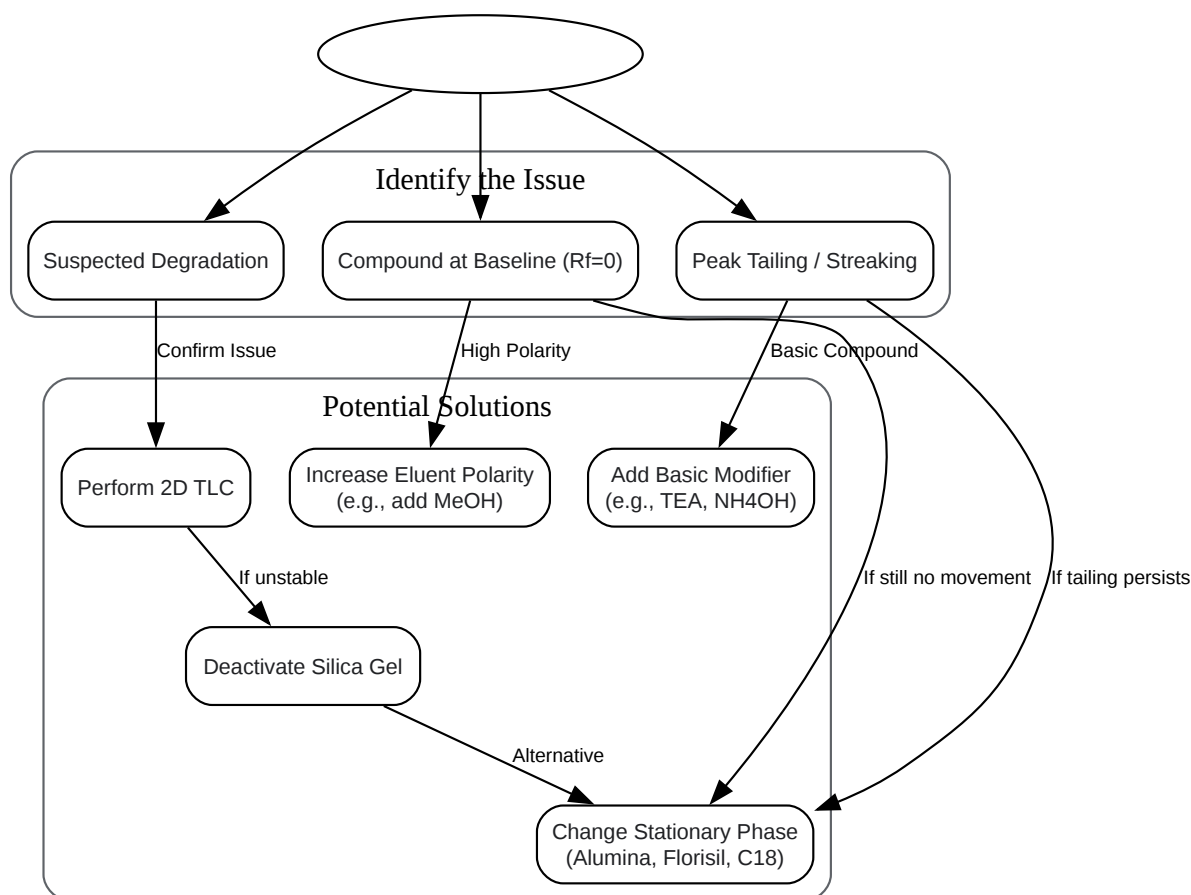 Identify the Issue
Suspected Degradation
Compound at Baseline (Rf=0)
Peak Tailing / Streaking
Confirm Issue
High Polarity
Basic Compound
Potential Solutions
Perform 2D TLC
Increase Eluent Polarity
(e.g., add MeOH)
Add Basic Modifier
(e.g., TEA, NH4OH)
If unstable
If still no movement
If tailing persists
Deactivate Silica Gel
Alternative
Change Stationary Phase
(Alumina, Florisil, C18)